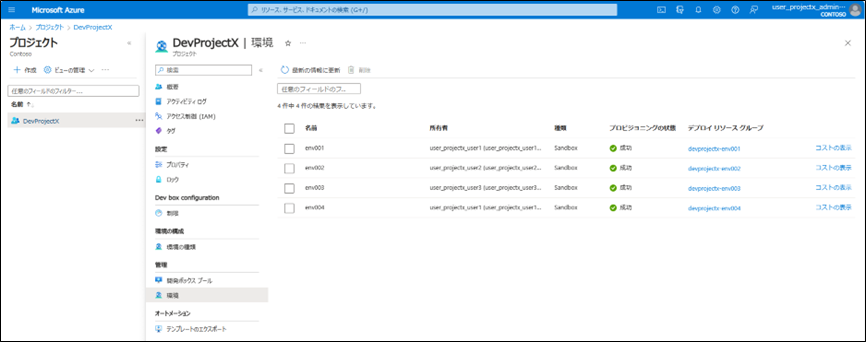 Microsoft Azure
リソース、サービス、ドキュメントの検索 (G+/)
user_projectx_admin…
CONTOSO
ホーム > プロジェクト > DevProjectX
プロジェクト
Contoso
作成 ビューの管理
任意のフィールドのフィルター...
名前 ↑
DevProjectX
DevProjectX | 環境
プロジェクト
検索
概要
アクティビティ ログ
アクセス制御 (IAM)
タグ
設定
プロパティ
ロック
Dev box configuration
制限
環境の構成
環境の種類
管理
開発ボックス プール
環境
オートメーション
テンプレートのエクスポート
最新の情報に更新 削除
任意のフィールドのフ...
4 件中 4 件の結果を表示しています。
名前 所有者 種類 プロビジョニングの状態 デプロイ リソース グループ
env001 user_projectx_user1 (user_projectx_user1... Sandbox 成功 devprojectx-env001 コストの表示
env002 user_projectx_user2 (user_projectx_user2... Sandbox 成功 devprojectx-env002 コストの表示
env003 user_projectx_user3 (user_projectx_user3... Sandbox 成功 devprojectx-env003 コストの表示
env004 user_projectx_user1 (user_projectx_user1... Sandbox 成功 devprojectx-env004 コストの表示